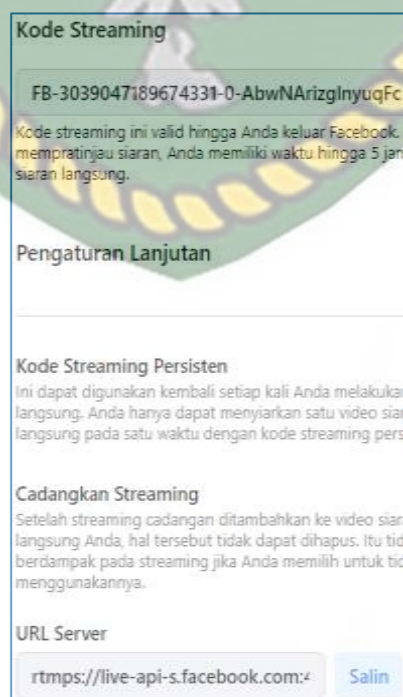 Kode Streaming
FB-3039047189674331-0-AbwNArizgInyuqFc
Kode streaming ini valid hingga Anda keluar Facebook.
mempratinjau siaran, Anda memiliki waktu hingga 5 jam
siaran langsung.
Pengaturan Lanjutan
Kode Streaming Persisten
Ini dapat digunakan kembali setiap kali Anda melakukan
langsung. Anda hanya dapat menyiarkan satu video siar
langsung pada satu waktu dengan kode streaming pers
Cadangkan Streaming
Setelah streaming cadangan ditambahkan ke video siara
langsung Anda, hal tersebut tidak dapat dihapus. Itu tid
berdampak pada streaming jika Anda memilih untuk tid
menggunakannya.
URL Server
rtmps://live-api-s.facebook.com:4
Salin